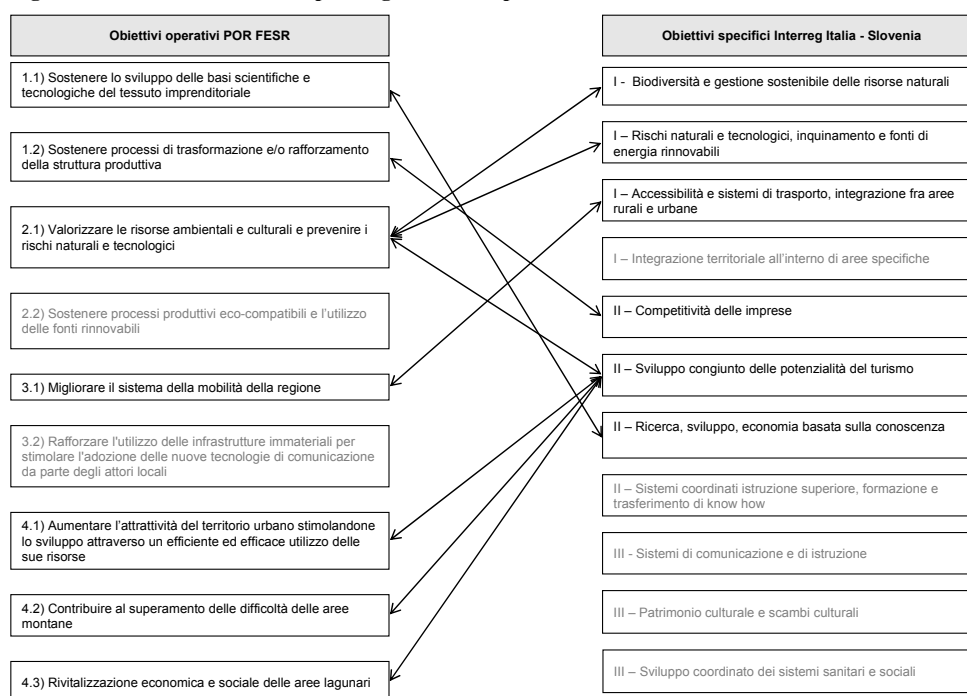 Obiettivi operativi POR FESR
1.1) Sostenere lo sviluppo delle basi scientifiche e
tecnologiche del tessuto imprenditoriale
1.2) Sostenere processi di trasformazione e/o rafforzamento
della struttura produttiva
2.1) Valorizzare le risorse ambientali e culturali e prevenire i
rischi naturali e tecnologici
2.2) Sostenere processi produttivi eco-compatibili e l'utilizzo
delle fonti rinnovabili
3.1) Migliorare il sistema della mobilità della regione
3.2) Rafforzare l'utilizzo delle infrastrutture immateriali per
stimolare l'adozione delle nuove tecnologie di comunicazione
da parte degli attori locali
4.1) Aumentare l'attrattività del territorio urbano stimolandone
lo sviluppo attraverso un efficiente ed efficace utilizzo delle
sue risorse
4.2) Contribuire al superamento delle difficoltà delle aree
montane
4.3) Rivitalizzazione economica e sociale delle aree lagunari
Obiettivi specifici Interreg Italia - Slovenia
I - Biodiversità e gestione sostenibile delle risorse naturali
I – Rischi naturali e tecnologici, inquinamento e fonti di
energia rinnovabili
I – Accessibilità e sistemi di trasporto, integrazione fra aree
rurali e urbane
I – Integrazione territoriale all'interno di aree specifiche
II – Competitività delle imprese
II – Sviluppo congiunto delle potenzialità del turismo
II – Ricerca, sviluppo, economia basata sulla conoscenza
II – Sistemi coordinati istruzione superiore, formazione e
trasferimento di know how
III - Sistemi di comunicazione e di istruzione
III – Patrimonio culturale e scambi culturali
III – Sviluppo coordinato dei sistemi sanitari e sociali